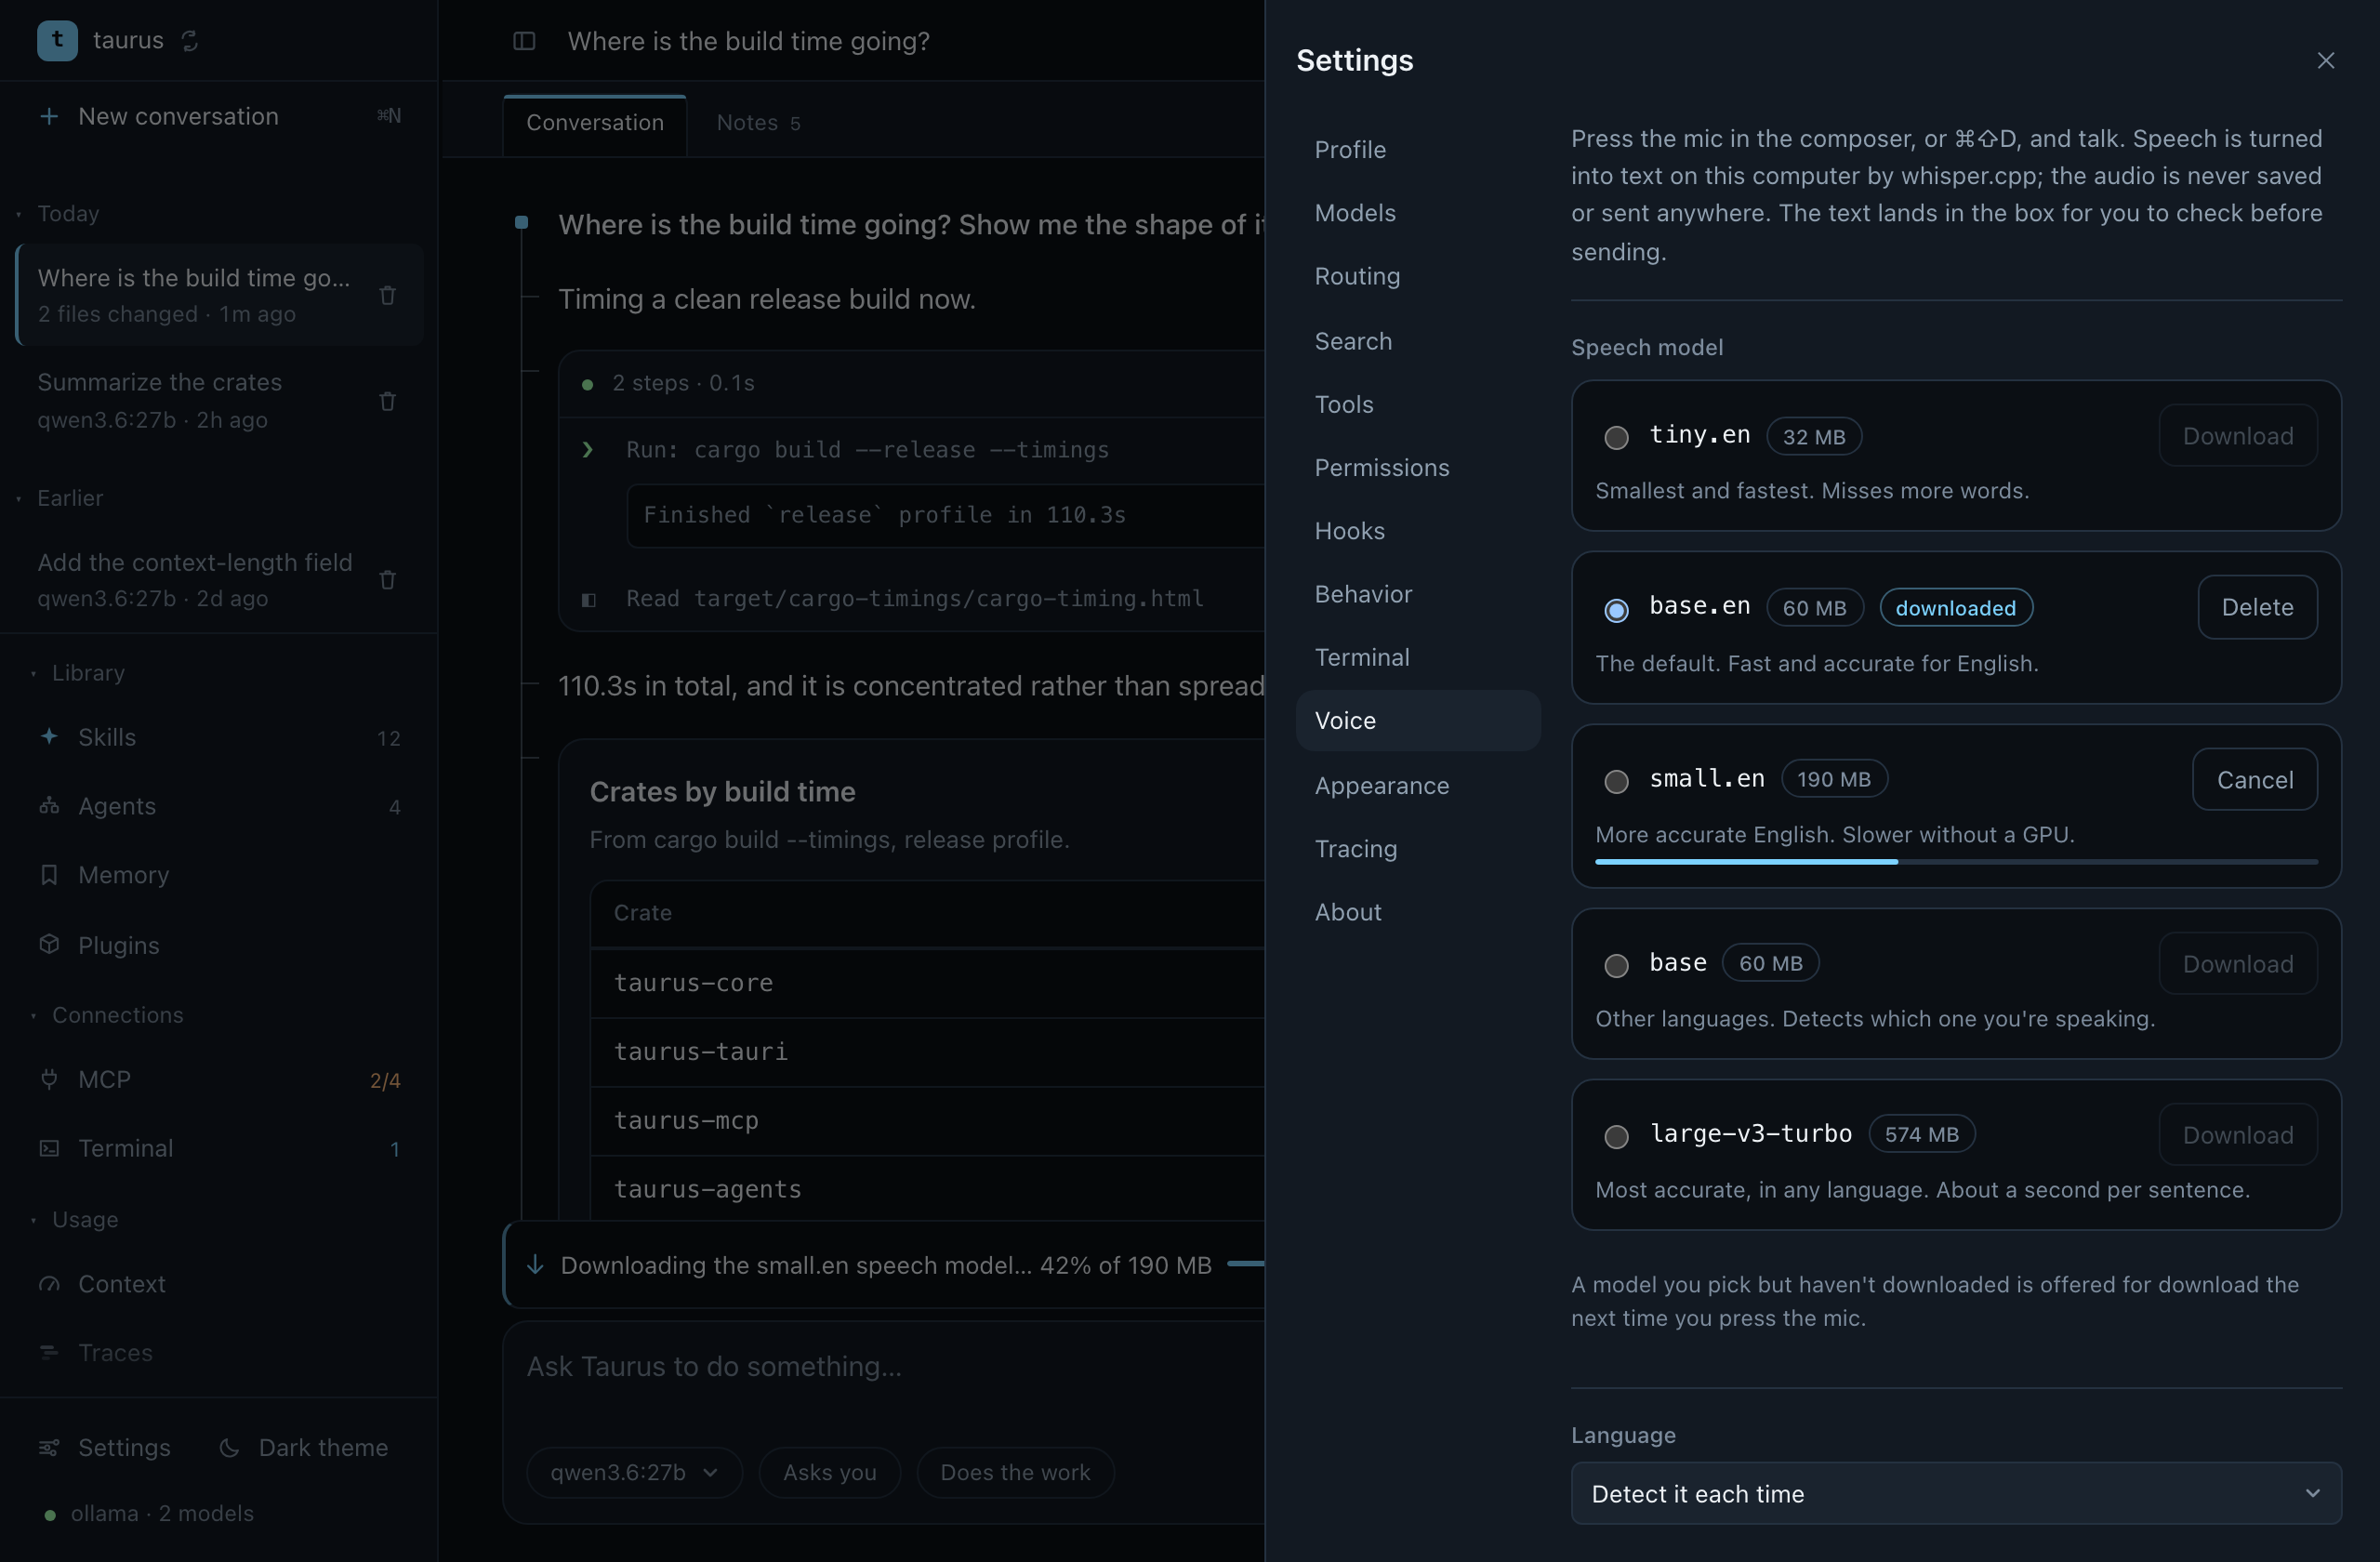 t taurus
New conversation ⌘N
Today
Where is the build time go...
2 files changed · 1m ago
Summarize the crates
qwen3.6:27b · 2h ago
Earlier
Add the context-length field
qwen3.6:27b · 2d ago
Library
Skills 12
Agents 4
Memory
Plugins
Connections
MCP 2/4
Terminal 1
Usage
Context
Traces
Settings Dark theme
ollama · 2 models
Where is the build time going?
Conversation Notes 5
Where is the build time going? Show me the shape of it
Timing a clean release build now.
2 steps · 0.1s
Run: cargo build --release --timings
Finished `release` profile in 110.3s
Read target/cargo-timings/cargo-timing.html
110.3s in total, and it is concentrated rather than spread
Crates by build time
From cargo build --timings, release profile.
Crate
taurus-core
taurus-tauri
taurus-mcp
taurus-agents
Downloading the small.en speech model... 42% of 190 MB
Ask Taurus to do something...
qwen3.6:27b Asks you Does the work
Settings
Profile
Models
Routing
Search
Tools
Permissions
Hooks
Behavior
Terminal
Voice
Appearance
Tracing
About
Press the mic in the composer, or ⌘⇧D, and talk. Speech is turned
into text on this computer by whisper.cpp; the audio is never saved
or sent anywhere. The text lands in the box for you to check before
sending.
Speech model
tiny.en 32 MB Download
Smallest and fastest. Misses more words.
base.en 60 MB downloaded Delete
The default. Fast and accurate for English.
small.en 190 MB Cancel
More accurate English. Slower without a GPU.
base 60 MB Download
Other languages. Detects which one you're speaking.
large-v3-turbo 574 MB Download
Most accurate, in any language. About a second per sentence.
A model you pick but haven't downloaded is offered for download the
next time you press the mic.
Language
Detect it each time